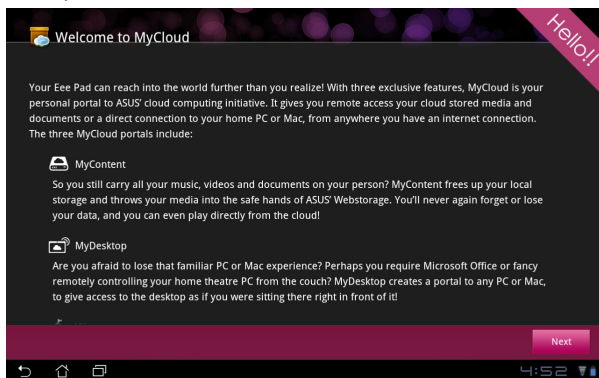 Welcome to MyCloud
Hello!!
Your Eee Pad can reach into the world further than you realize! With three exclusive features, MyCloud is your
personal portal to ASUS' cloud computing initiative. It gives you remote access your cloud stored media and
documents or a direct connection to your home PC or Mac, from anywhere you have an internet connection.
The three MyCloud portals include:
MyContent
So you still carry all your music, videos and documents on your person? MyContent frees up your local
storage and throws your media into the safe hands of ASUS' Webstorage. You'll never again forget or lose
your data, and you can even play directly from the cloud!
MyDesktop
Are you afraid to lose that familiar PC or Mac experience? Perhaps you require Microsoft Office or fancy
remotely controlling your home theatre PC from the couch? MyDesktop creates a portal to any PC or Mac,
to give access to the desktop as if you were sitting there right in front of it!
Next
4:52